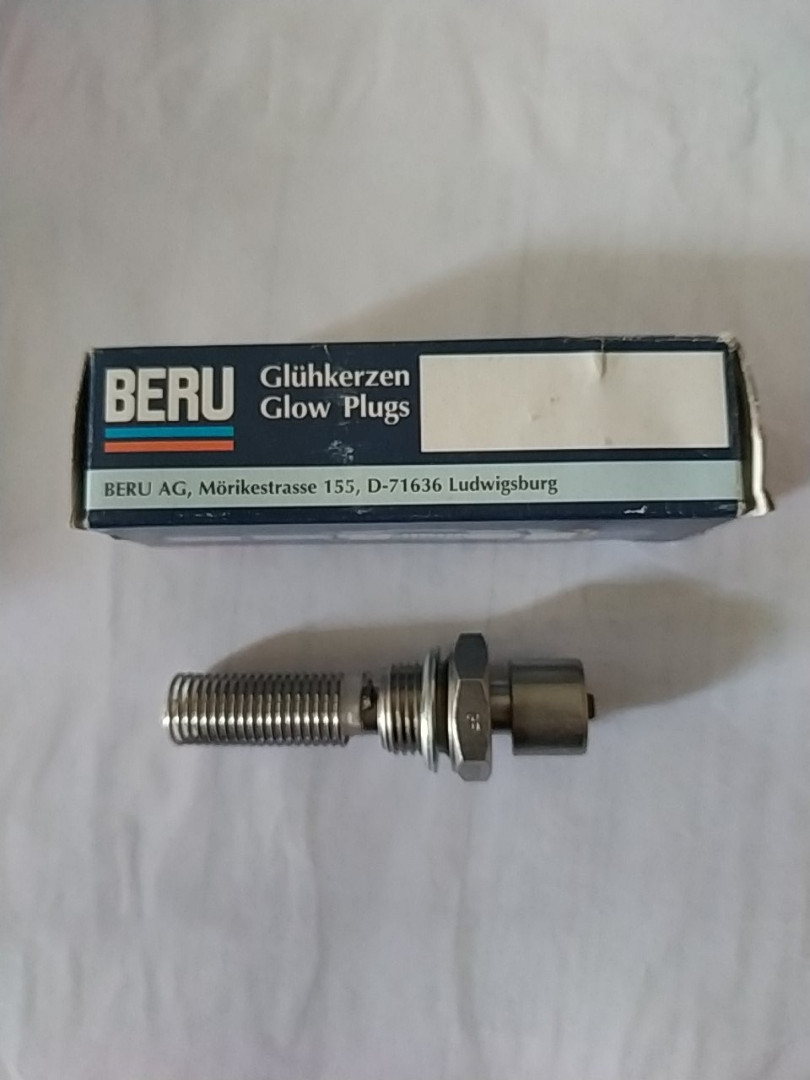 BERU
Glühkerzen
Glow Plugs
BERU AG, Mörikestrasse 155, D-71636 Ludwigsburg